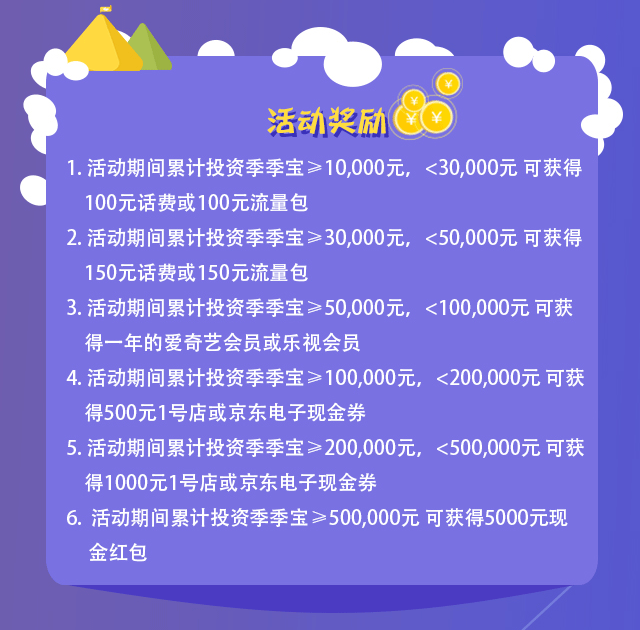 活动奖励
1. 活动期间累计投资季季宝≥10,000元，<30,000元 可获得
100元话费或100元流量包
2. 活动期间累计投资季季宝≥30,000元，<50,000元 可获得
150元话费或150元流量包
3. 活动期间累计投资季季宝≥50,000元，<100,000元 可获
得一年的爱奇艺会员或乐视会员
4. 活动期间累计投资季季宝≥100,000元，<200,000元 可获
得500元1号店或京东电子现金券
5. 活动期间累计投资季季宝≥200,000元，<500,000元 可获
得1000元1号店或京东电子现金券
6. 活动期间累计投资季季宝≥500,000元 可获得5000元现
金红包